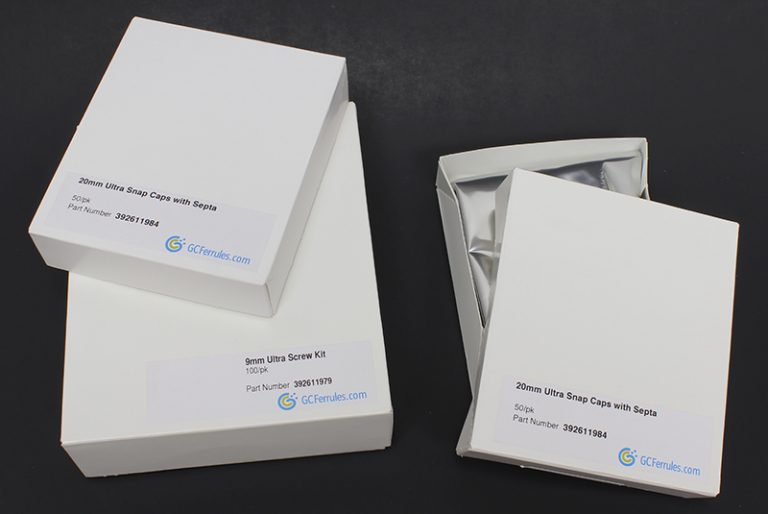 20mm Ultra Snap Caps with Septa
50/pk
Part Number 392611984
GCFerrules.com
9mm Ultra Screw Kit
100/pk
Part Number 392611979
GCFerrules.com
20mm Ultra Snap Caps with Septa
50/pk
Part Number 392611984
GCFerrules.com